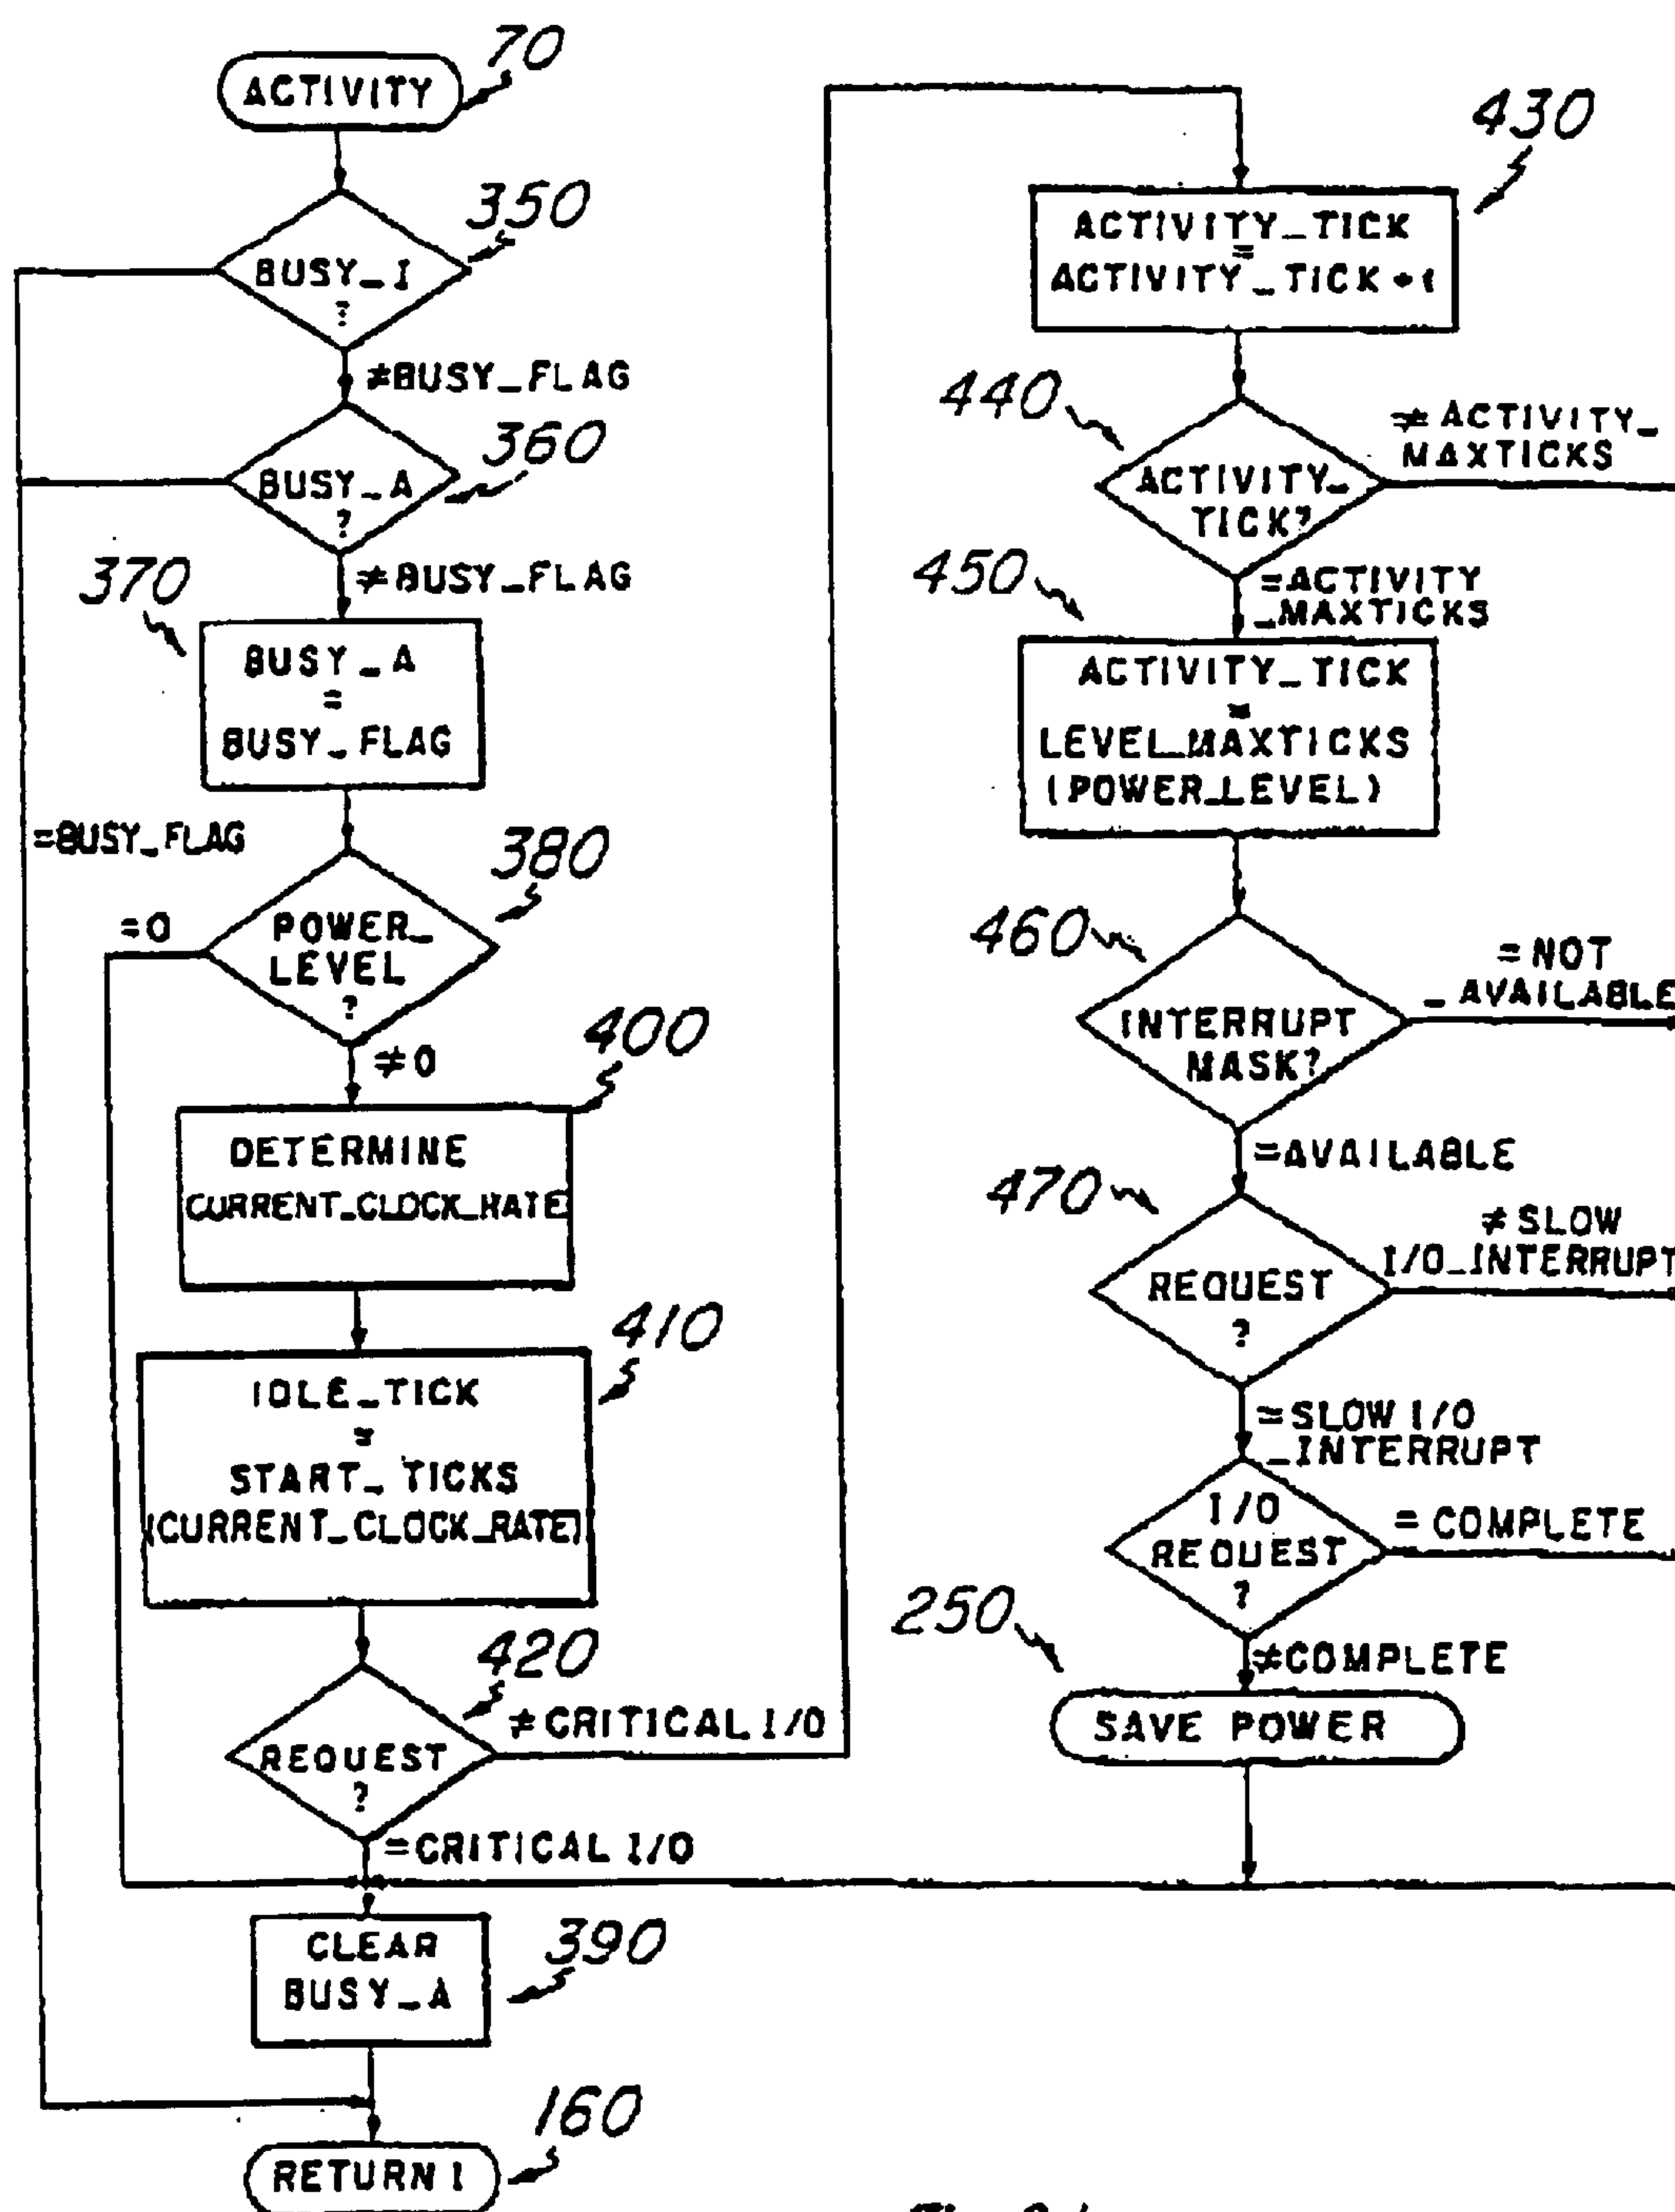 ACTIVITY
70
BUSY_I
?
350
≠BUSY_FLAG
BUSY_A
?
360
≠BUSY_FLAG
370
BUSY_A
=
BUSY_FLAG
=BUSY_FLAG
380
=0
POWER_
LEVEL
?
≠0
400
DETERMINE
CURRENT_CLOCK_RATE
410
IDLE_TICK
=
START_TICKS
(CURRENT_CLOCK_RATE)
420
REQUEST
?
≠CRITICAL I/O
=CRITICAL I/O
CLEAR
BUSY_A
390
RETURN I
160
430
ACTIVITY_TICK
=
ACTIVITY_TICK+1
440
ACTIVITY_
TICK?
≠ACTIVITY_
MAXTICKS
=ACTIVITY
_MAXTICKS
450
ACTIVITY_TICK
=
LEVEL_MAXTICKS
(POWER_LEVEL)
460
INTERRUPT
MASK?
=NOT
_AVAILABLE
=AVAILABLE
470
REQUEST
?
≠SLOW
I/O_INTERRUPT
=SLOW I/O
_INTERRUPT
I/O
REQUEST
?
=COMPLETE
≠COMPLETE
250
SAVE POWER